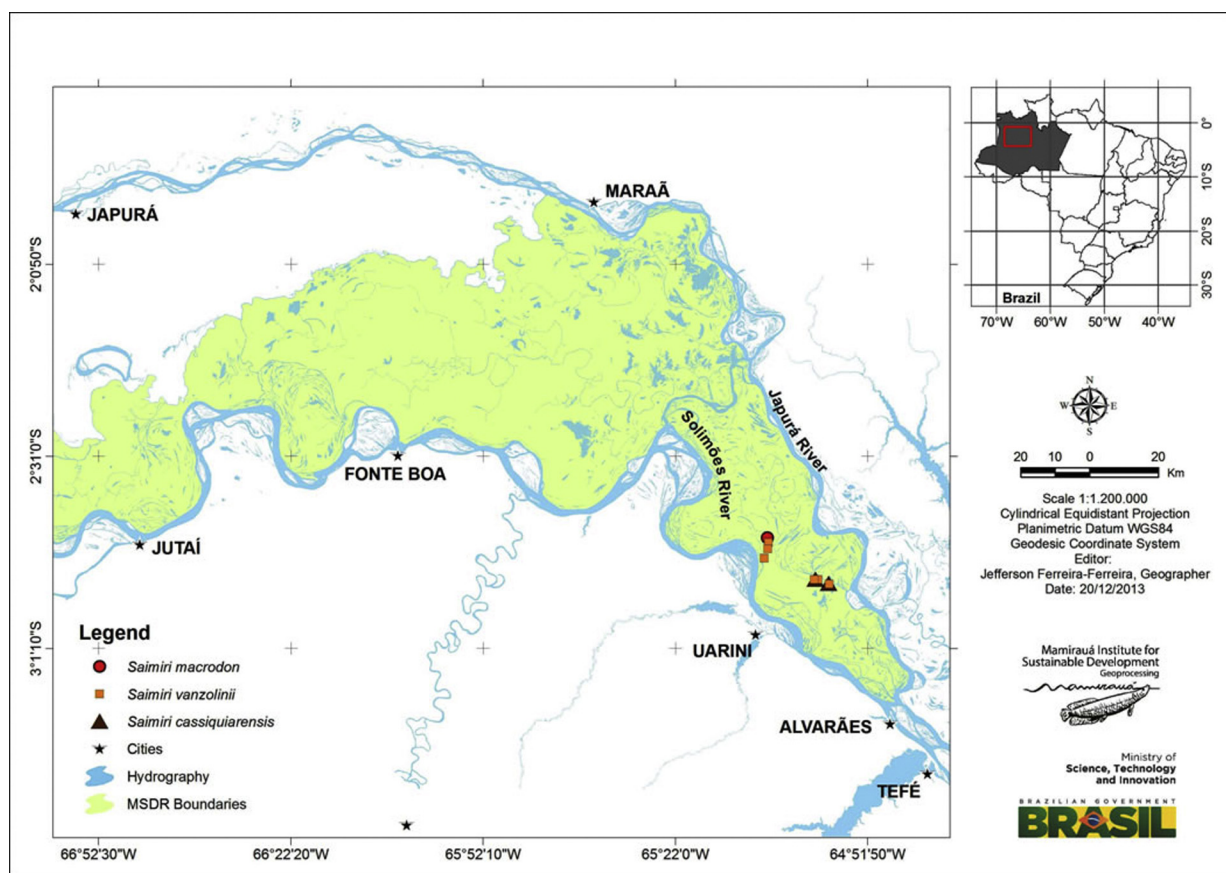 JAPURÁ
MARAÃ
Solimões River
Japurá River
FONTE BOA
JUTAÍ
UARINI
ALVARÃES
TEFÉ
2°0'50"S
2°31'0"S
3°1'10"S
66°52'30"W
66°22'20"W
65°52'10"W
65°22'0"W
64°51'50"W
Legend
Saimiri macrodon
Saimiri vanzolinii
Saimiri cassiquiarensis
Cities
Hydrography
MSDR Boundaries
0°
10°S
20°S
30°S
Brazil
70°W
60°W
50°W
40°W
N
W
E
S
20
10
0
20
Km
Scale 1:1.200.000
Cylindrical Equidistant Projection
Planimetric Datum WGS84
Geodesic Coordinate System
Editor:
Jefferson Ferreira-Ferreira, Geographer
Date: 20/12/2013
Mamirauá Institute for
Sustainable Development
Geoprocessing
Mamirauá
Ministry of
Science, Technology
and Innovation
BRAZILIAN GOVERNMENT
BRASIL